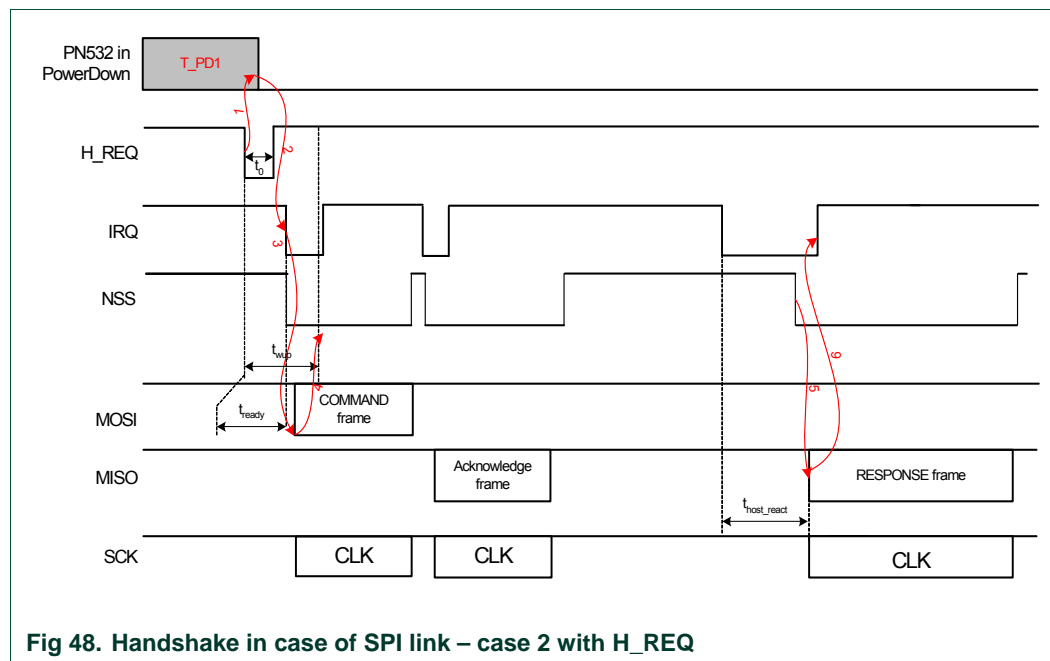 PN532 in
PowerDown
T_PD1
1
H_REQ
t0
2
IRQ
3
NSS
twup
4
5
6
tready
MOSI
COMMAND
frame
MISO
Acknowledge
frame
RESPONSE frame
thost_react
SCK
CLK
CLK
CLK
Fig 48. Handshake in case of SPI link – case 2 with H_REQ